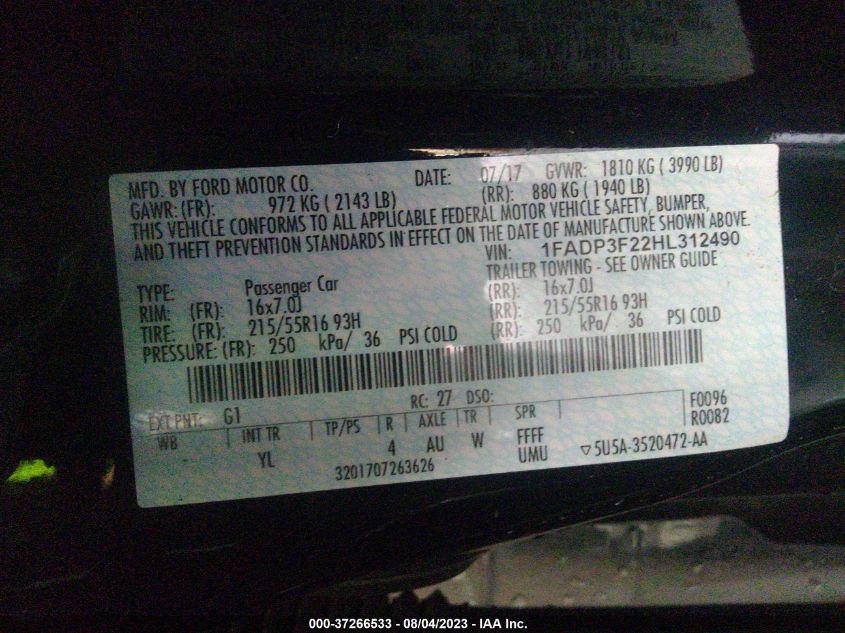 MFD. BY FORD MOTOR CO. DATE: 07/17 GVWR: 1810 KG ( 3990 LB)
GAWR: (FR): 972 KG ( 2143 LB) (RR): 880 KG ( 1940 LB)
THIS VEHICLE CONFORMS TO ALL APPLICABLE FEDERAL MOTOR VEHICLE SAFETY, BUMPER,
AND THEFT PREVENTION STANDARDS IN EFFECT ON THE DATE OF MANUFACTURE SHOWN ABOVE.
VIN: 1FADP3F22HL312490
TYPE: Passenger Car TRAILER TOWING - SEE OWNER GUIDE
RIM: (FR): 16x7.0J (RR): 16x7.0J
TIRE: (FR): 215/55R16 93H (RR): 215/55R16 93H
PRESSURE: (FR): 250 kPa/ 36 PSI COLD (RR): 250 kPa/ 36 PSI COLD
EXT PNT: G1 RC: 27 DSO: F0096
WB INT TR TP/PS R AXLE TR SPR R0082
YL 4 AU W FFFF
UMU 5U5A-3520472-AA
3201707263626
000-37266533 - 08/04/2023 - IAA Inc.